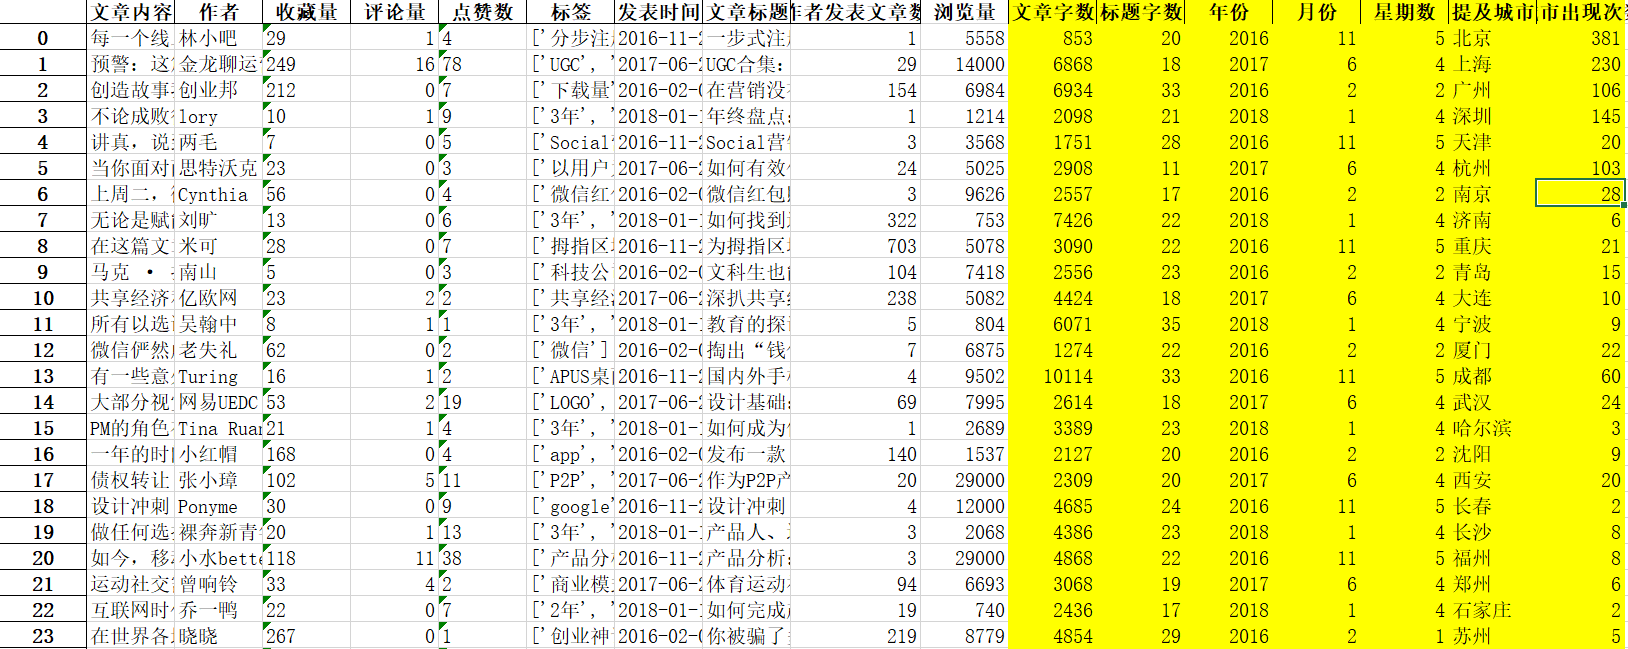 文章内容 作者 收藏量 评论量 点赞数 标签 发表时间 文章标题 作者发表文章数 浏览量 文章字数 标题字数 年份 月份 星期数 提及城市 市出现次
0 每一个线 林小吧 29 1 4 ['分步注 2016-11-2 一步式注 1 5558 853 20 2016 11 5 北京 381
1 预警：这 金龙聊运 249 16 78 ['UGC', ' 2017-06-2 UGC合集： 29 14000 6868 18 2017 6 4 上海 230
2 创造故事 创业邦 212 0 7 ['下载量' 2016-02-0 在营销没 154 6984 6934 33 2016 2 2 广州 106
3 不论成败 lory 10 1 9 ['3年', ' 2018-01-1 年终盘点 1 1214 2098 21 2018 1 4 深圳 145
4 讲真，说 两毛 7 0 5 ['Social 2016-11-2 Social营 3 3568 1751 28 2016 11 5 天津 20
5 当你面对 思特沃克 23 0 3 ['以用户 2017-06-2 如何有效 24 5025 2908 11 2017 6 4 杭州 103
6 上周二， Cynthia 56 0 4 ['微信红 2016-02-0 微信红包 3 9626 2557 17 2016 2 2 南京 28
7 无论是赋 刘旷 13 0 6 ['3年', ' 2018-01-1 如何找到 322 753 7426 22 2018 1 4 济南 6
8 在这篇文 米可 28 0 7 ['拇指区 2016-11-2 为拇指区 703 5078 3090 22 2016 11 5 重庆 21
9 马克 · 南山 5 0 3 ['科技公 2016-02-0 文科生也 104 7418 2556 23 2016 2 2 青岛 15
10 共享经济 亿欧网 23 2 2 ['共享经 2017-06-2 深扒共享 238 5082 4424 18 2017 6 4 大连 10
11 所有以选 吴翰中 8 1 1 ['3年', ' 2018-01-1 教育的探 5 804 6071 35 2018 1 4 宁波 9
12 微信俨然 老失礼 62 0 2 ['微信'] 2016-02-0 掏出“钱 7 6875 1274 22 2016 2 2 厦门 22
13 有一些意 Turing 16 1 2 ['APUS桌 2016-11-2 国内外手 4 9502 10114 33 2016 11 5 成都 60
14 大部分视 网易UEDC 53 2 19 ['LOGO', 2017-06-2 设计基础 69 7995 2614 18 2017 6 4 武汉 24
15 PM的角色 Tina Ruan 21 1 4 ['3年', ' 2018-01-1 如何成为 1 2689 3389 23 2018 1 4 哈尔滨 3
16 一年的时 小红帽 168 0 4 ['app', ' 2016-02-0 发布一款 140 1537 2127 20 2016 2 2 沈阳 9
17 债权转让 张小璋 102 5 11 ['P2P', ' 2017-06-2 作为P2P产 20 29000 2309 20 2017 6 4 西安 20
18 设计冲刺 Ponyme 30 0 9 ['google' 2016-11-2 设计冲刺 4 12000 4685 24 2016 11 5 长春 2
19 做任何选 裸奔新青 20 1 13 ['3年', ' 2018-01-1 产品人、 3 2068 4386 23 2018 1 4 长沙 8
20 如今，移 小水bette 118 11 38 ['产品分 2016-11-2 产品分析 3 29000 4868 22 2016 11 5 福州 8
21 运动社交 曾响铃 33 4 2 ['商业模 2017-06-2 体育运动 94 6693 3068 19 2017 6 4 郑州 6
22 互联网时 乔一鸭 22 0 7 ['2年', ' 2018-01-1 如何完成 19 740 2436 17 2018 1 4 石家庄 2
23 在世界各 晓晓 267 0 1 ['创业神 2016-02-0 你被骗了 219 8779 4854 29 2016 2 1 苏州 5